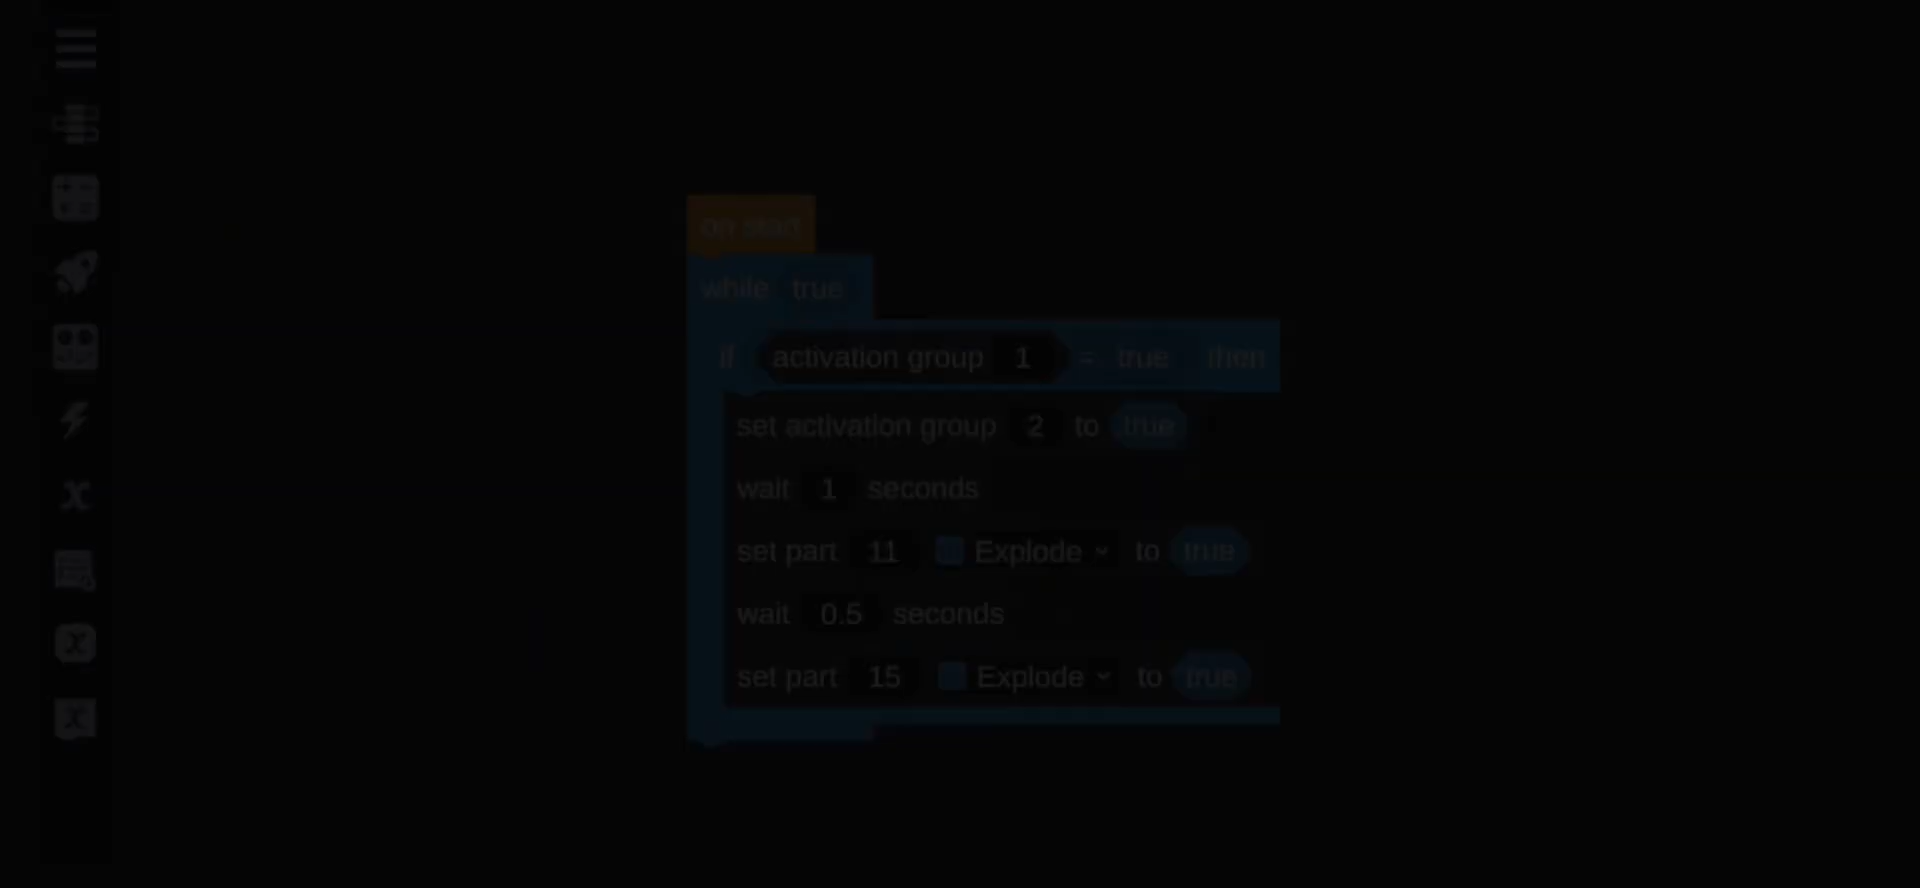 on start
while true
if activation group 1 = true then
set activation group 2 to true
wait 1 seconds
set part 11 Explode to true
wait 0.5 seconds
set part 15 Explode to true